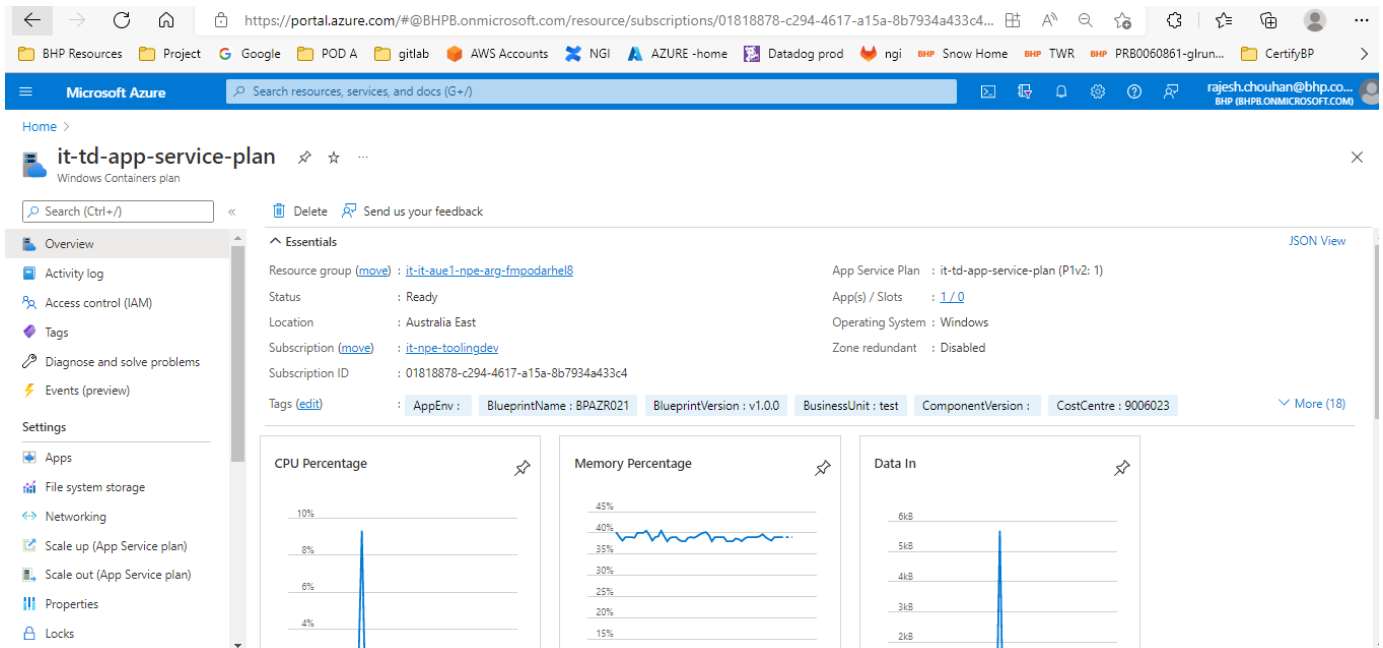 https://portal.azure.com/#@BHPB.onmicrosoft.com/resource/subscriptions/01818878-c294-4617-a15a-8b7934a433c4...
BHP Resources Project G Google POD A gitlab AWS Accounts NGI AZURE -home Datadog prod ngi BHP Snow Home BHP TWR BHP PRB0060861-glrun... CertifyBP
Microsoft Azure
Search resources, services, and docs (G+/)
rajesh.chouhan@bhp.co...
BHP (BHPB.ONMICROSOFT.COM)
Home >
it-td-app-service-plan ...
Windows Containers plan
Search (Ctrl+/) «
Overview
Activity log
Access control (IAM)
Tags
Diagnose and solve problems
Events (preview)
Settings
Apps
File system storage
Networking
Scale up (App Service plan)
Scale out (App Service plan)
Properties
Locks
Delete Send us your feedback
Essentials
JSON View
Resource group (move) : it-it-aue1-npe-arg-fmpodarhel8
Status : Ready
Location : Australia East
Subscription (move) : it-npe-toolingdev
Subscription ID : 01818878-c294-4617-a15a-8b7934a433c4
App Service Plan : it-td-app-service-plan (P1v2: 1)
App(s) / Slots : 1 / 0
Operating System : Windows
Zone redundant : Disabled
Tags (edit) : AppEnv : BlueprintName : BPAZR021 BlueprintVersion : v1.0.0 BusinessUnit : test ComponentVersion : CostCentre : 9006023 More (18)
CPU Percentage
10%
8%
6%
4%
Memory Percentage
45%
40%
35%
30%
25%
20%
15%
Data In
6kB
5kB
4kB
3kB
2kB